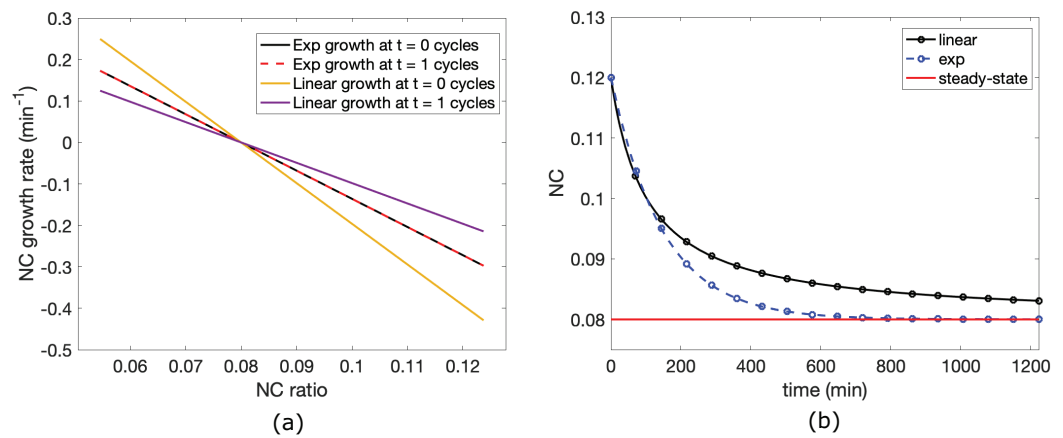 0.3
0.2
0.1
0
-0.1
-0.2
-0.3
-0.4
-0.5
NC growth rate (min⁻¹)
Exp growth at t = 0 cycles
Exp growth at t = 1 cycles
Linear growth at t = 0 cycles
Linear growth at t = 1 cycles
0.06 0.07 0.08 0.09 0.1 0.11 0.12
NC ratio
(a)
0.13
0.12
0.11
0.1
0.09
0.08
NC
linear
exp
steady-state
0 200 400 600 800 1000 1200
time (min)
(b)